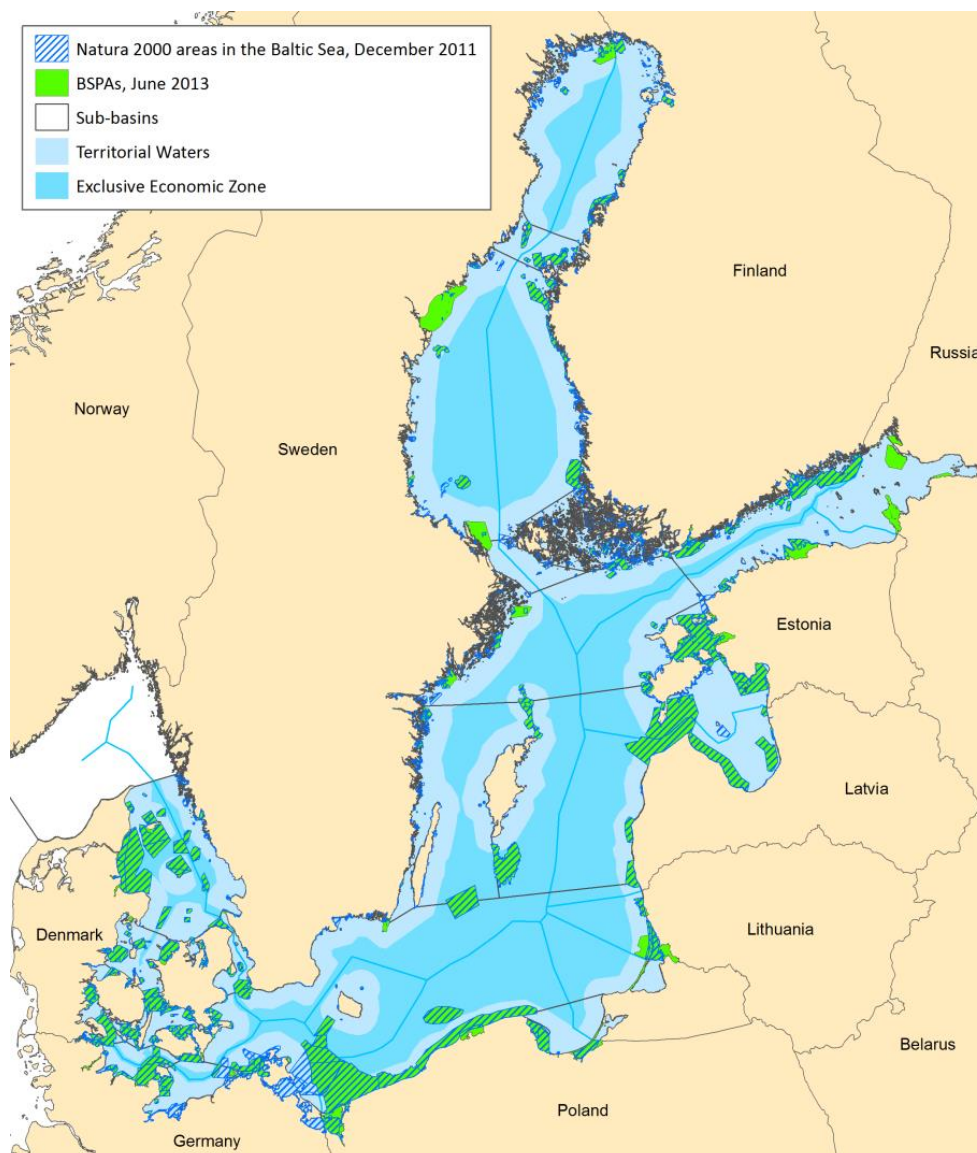 Natura 2000 areas in the Baltic Sea, December 2011
BSPAs, June 2013
Sub-basins
Territorial Waters
Exclusive Economic Zone
Finland
Russia
Norway
Sweden
Estonia
Latvia
Lithuania
Denmark
Belarus
Poland
Germany